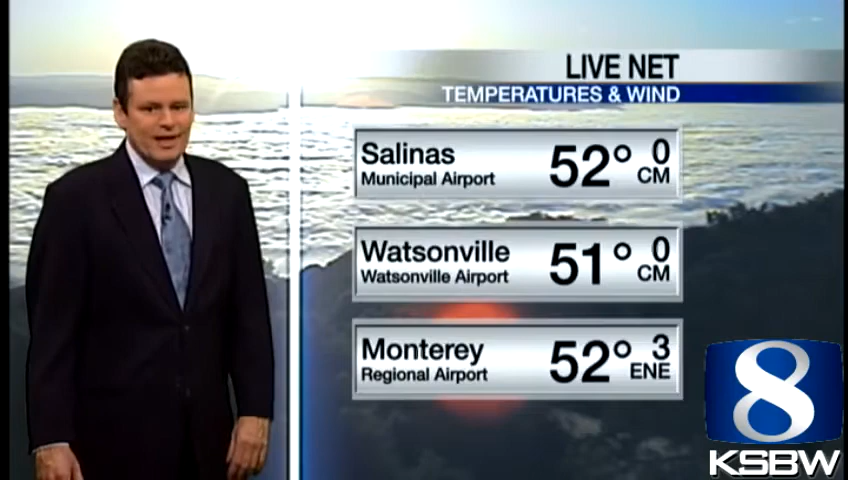 LIVE NET
TEMPERATURES & WIND
Salinas 52° 0
Municipal Airport CM
Watsonville 51° 0
Watsonville Airport CM
Monterey 52° 3
Regional Airport ENE
8
KSBW